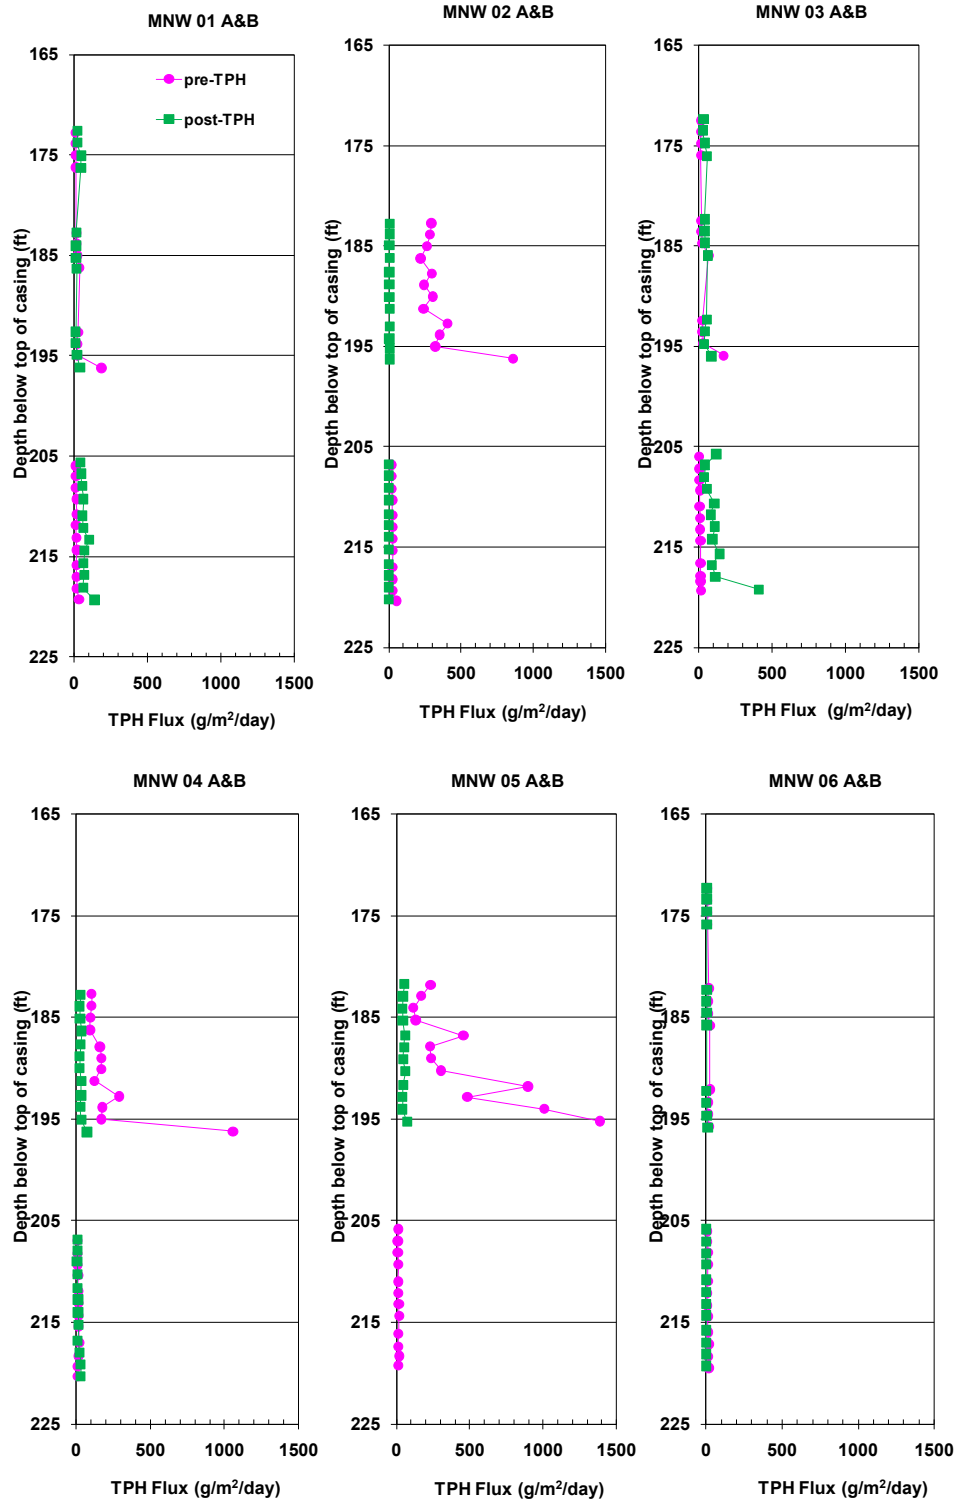 MNW 01 A&B
MNW 02 A&B
MNW 03 A&B
Depth below top of casing (ft)
165
175
185
195
205
215
225
pre-TPH
post-TPH
0 500 1000 1500
TPH Flux (g/m²/day)
Depth below top of casing (ft)
165
175
185
195
205
215
225
0 500 1000 1500
TPH Flux (g/m²/day)
Depth below top of casing (ft)
165
175
185
195
205
215
225
0 500 1000 1500
TPH Flux (g/m²/day)
MNW 04 A&B
MNW 05 A&B
MNW 06 A&B
Depth below top of casing (ft)
165
175
185
195
205
215
225
0 500 1000 1500
TPH Flux (g/m²/day)
Depth below top of casing (ft)
165
175
185
195
205
215
225
0 500 1000 1500
TPH Flux (g/m²/day)
Depth below top of casing (ft)
165
175
185
195
205
215
225
0 500 1000 1500
TPH Flux (g/m²/day)